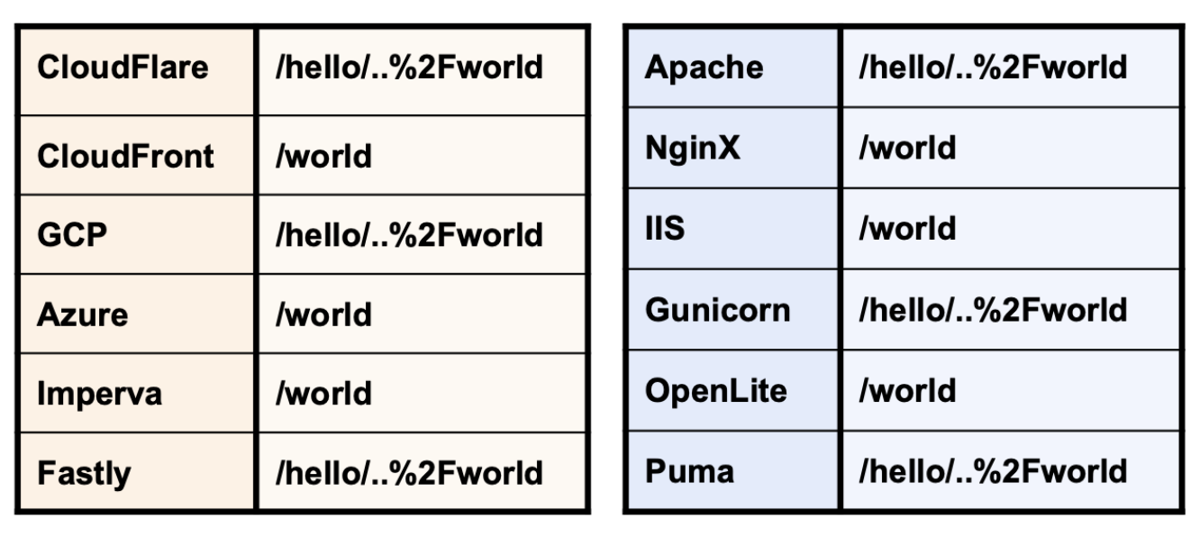 CloudFlare /hello/..%2Fworld
CloudFront /world
GCP /hello/..%2Fworld
Azure /world
Imperva /world
Fastly /hello/..%2Fworld
Apache /hello/..%2Fworld
NginX /world
IIS /world
Gunicorn /hello/..%2Fworld
OpenLite /world
Puma /hello/..%2Fworld